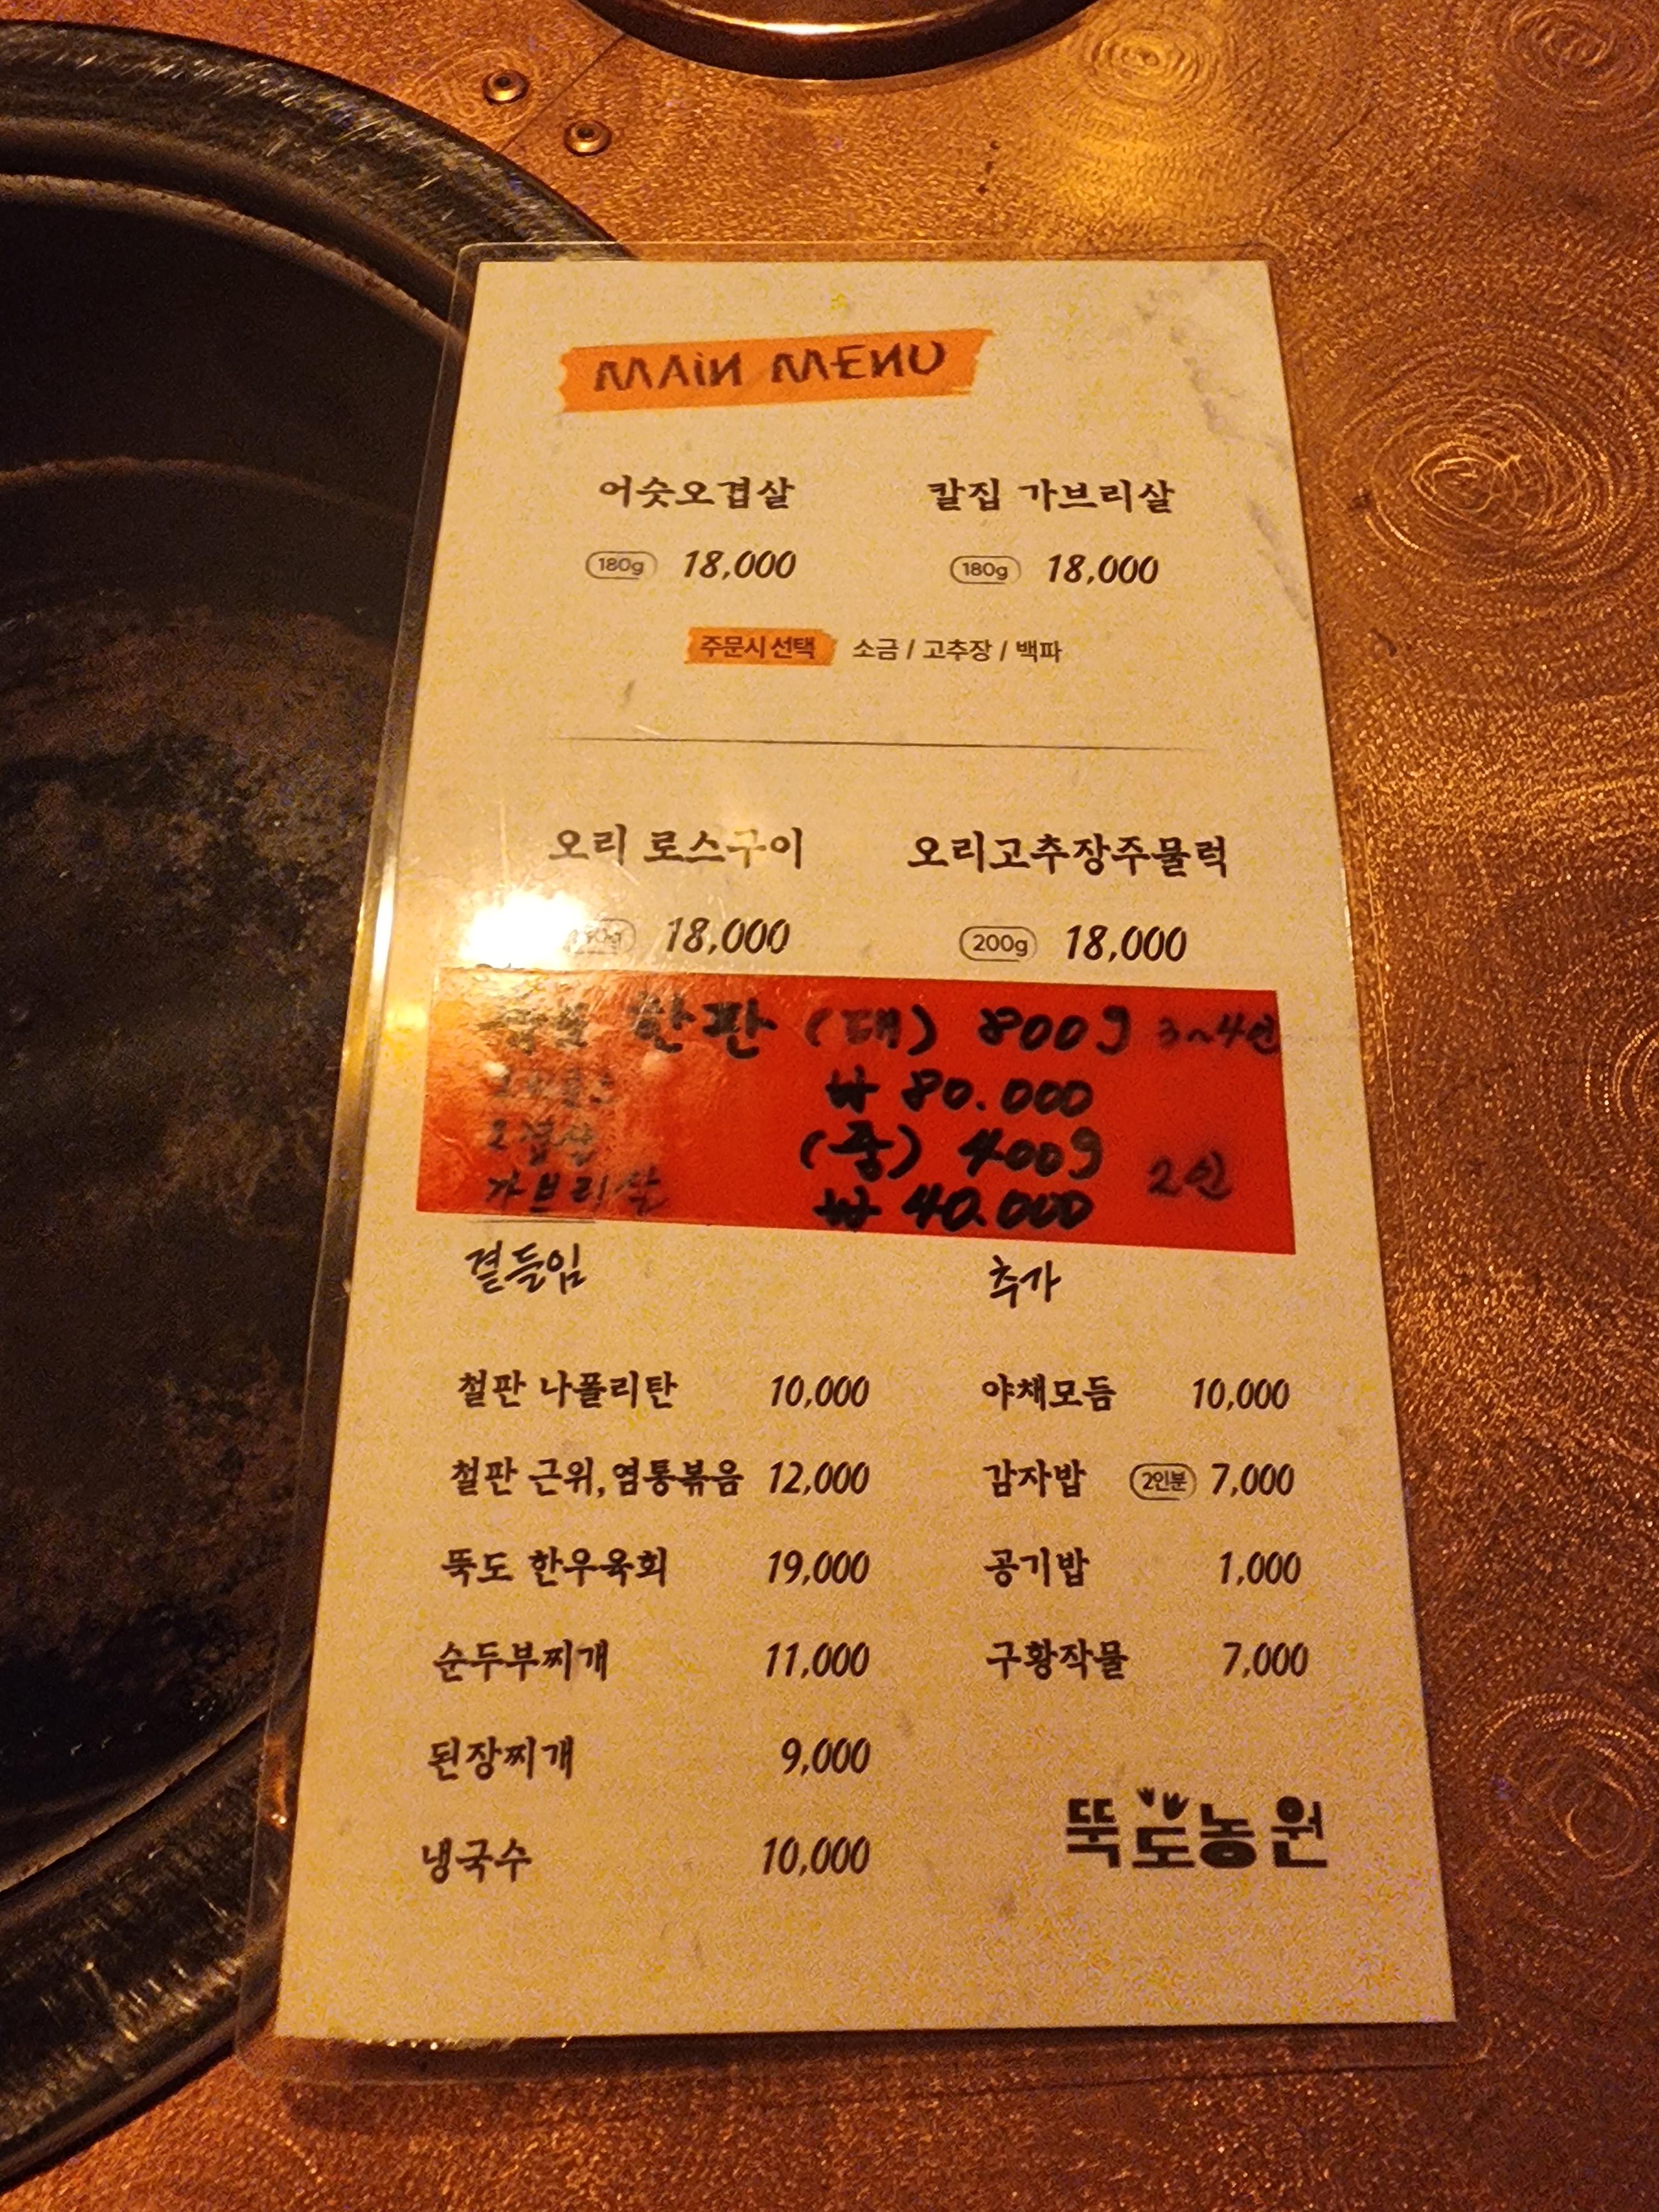 MAIN MENU
어슷오겹살 칼집 가브리살
180g 18,000 180g 18,000
주문시 선택 소금 / 고추장 / 백파
오리 로스구이 오리고추장주물럭
18,000 200g 18,000
한판 (대) 800g 3~4인
₩ 80.000
오겹살 (중) 400g 2인
가브리살 ₩ 40.000
곁들임 추가
철판 나폴리탄 10,000 야채모듬 10,000
철판 근위,염통볶음 12,000 감자밥 2인분 7,000
뚝도 한우육회 19,000 공기밥 1,000
순두부찌개 11,000 구황작물 7,000
된장찌개 9,000
뚝도농원
냉국수 10,000